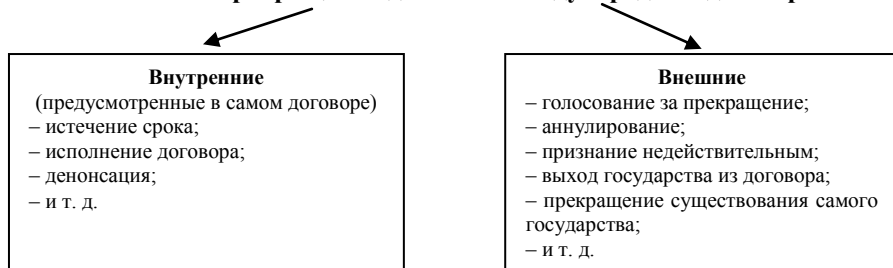 Внутренние
(предусмотренные в самом договоре)
– истечение срока;
– исполнение договора;
– денонсация;
– и т. д.
Внешние
– голосование за прекращение;
– аннулирование;
– признание недействительным;
– выход государства из договора;
– прекращение существования самого
государства;
– и т. д.